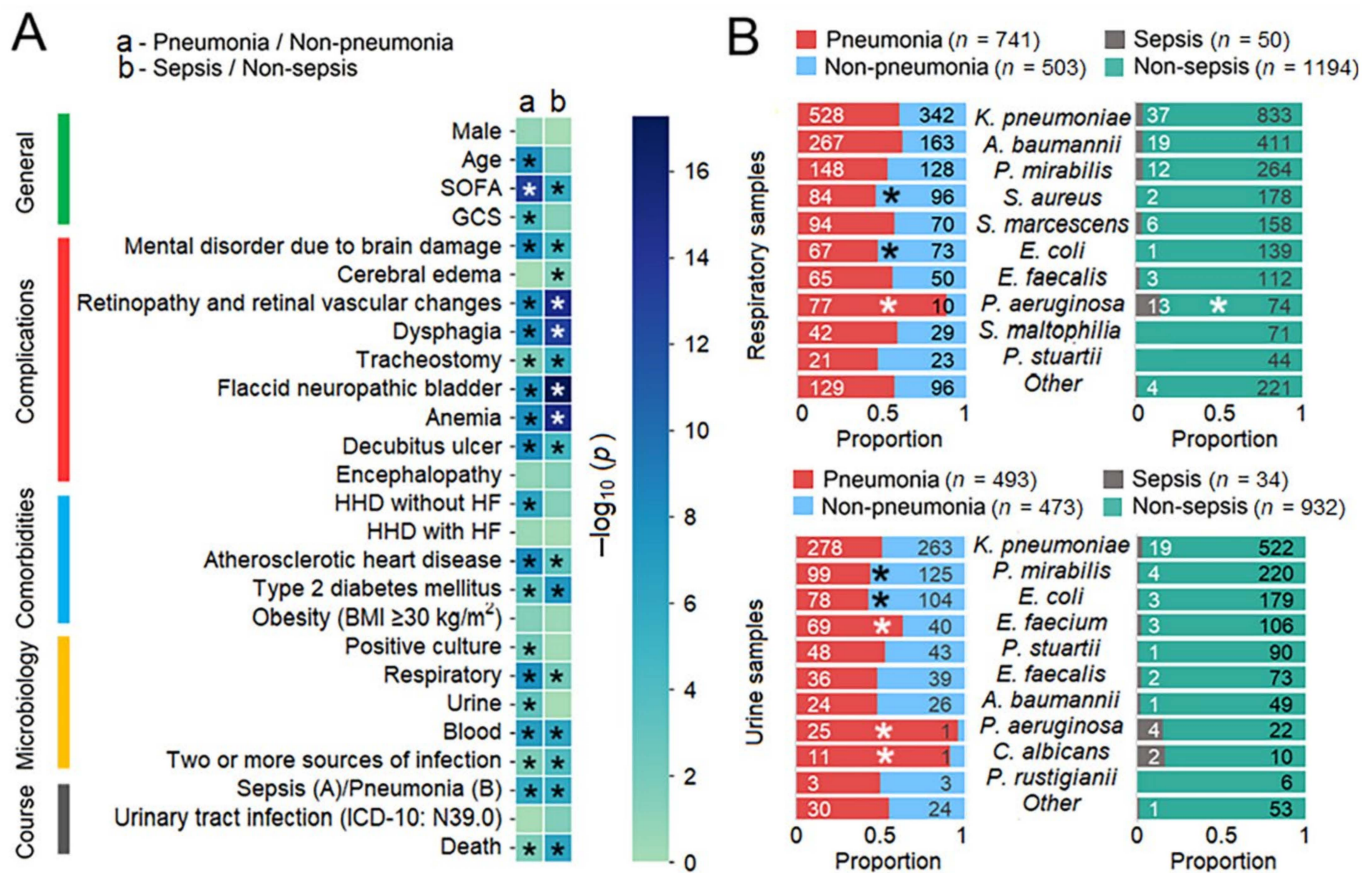 A
a - Pneumonia / Non-pneumonia
b - Sepsis / Non-sepsis
a b
General
Male
Age
SOFA
GCS
Complications
Mental disorder due to brain damage
Cerebral edema
Retinopathy and retinal vascular changes
Dysphagia
Tracheostomy
Flaccid neuropathic bladder
Anemia
Decubitus ulcer
Encephalopathy
Comorbidities
HHD without HF
HHD with HF
Atherosclerotic heart disease
Type 2 diabetes mellitus
Obesity (BMI ≥30 kg/m²)
Microbiology
Positive culture
Respiratory
Urine
Blood
Two or more sources of infection
Course
Sepsis (A)/Pneumonia (B)
Urinary tract infection (ICD-10: N39.0)
Death
16
14
12
10
8
6
4
2
0
–log₁₀ (p)
B
Pneumonia (n = 741)
Non-pneumonia (n = 503)
Sepsis (n = 50)
Non-sepsis (n = 1194)
Respiratory samples
528 342 K. pneumoniae 37 833
267 163 A. baumannii 19 411
148 128 P. mirabilis 12 264
84 * 96 S. aureus 2 178
94 70 S. marcescens 6 158
67 * 73 E. coli 1 139
65 50 E. faecalis 3 112
77 * 10 P. aeruginosa 13 * 74
42 29 S. maltophilia 71
21 23 P. stuartii 44
129 96 Other 4 221
0 0.5 1 0 0.5 1
Proportion Proportion
Pneumonia (n = 493)
Non-pneumonia (n = 473)
Sepsis (n = 34)
Non-sepsis (n = 932)
Urine samples
278 263 K. pneumoniae 19 522
99 * 125 P. mirabilis 4 220
78 * 104 E. coli 3 179
69 * 40 E. faecium 3 106
48 43 P. stuartii 1 90
36 39 E. faecalis 2 73
24 26 A. baumannii 1 49
25 * 1 P. aeruginosa 4 22
11 * 1 C. albicans 2 10
3 3 P. rustigianii 6
30 24 Other 1 53
0 0.5 1 0 0.5 1
Proportion Proportion